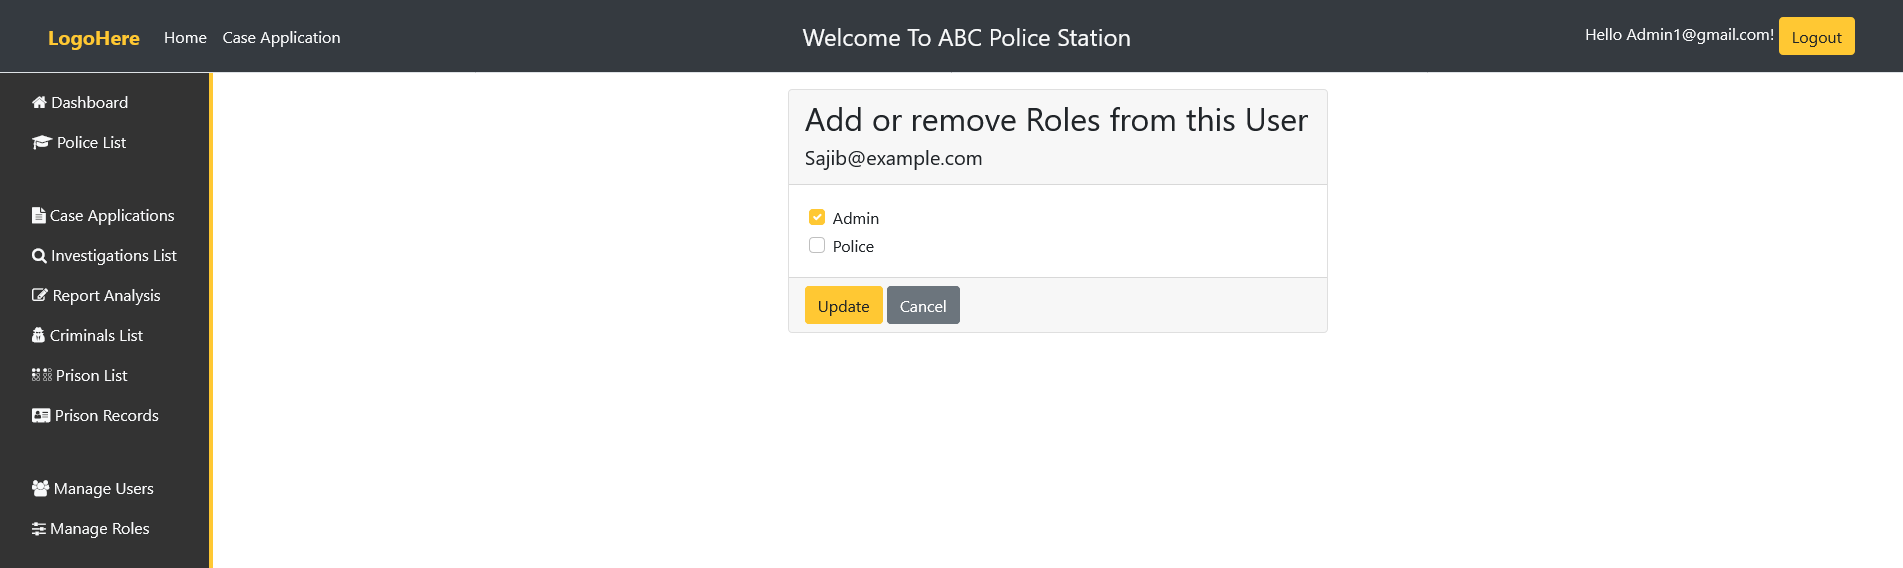 LogoHere Home Case Application Welcome To ABC Police Station Hello Admin1@gmail.com! Logout
Dashboard
Police List
Case Applications
Investigations List
Report Analysis
Criminals List
Prison List
Prison Records
Manage Users
Manage Roles
Add or remove Roles from this User
Sajib@example.com
Admin
Police
Update Cancel